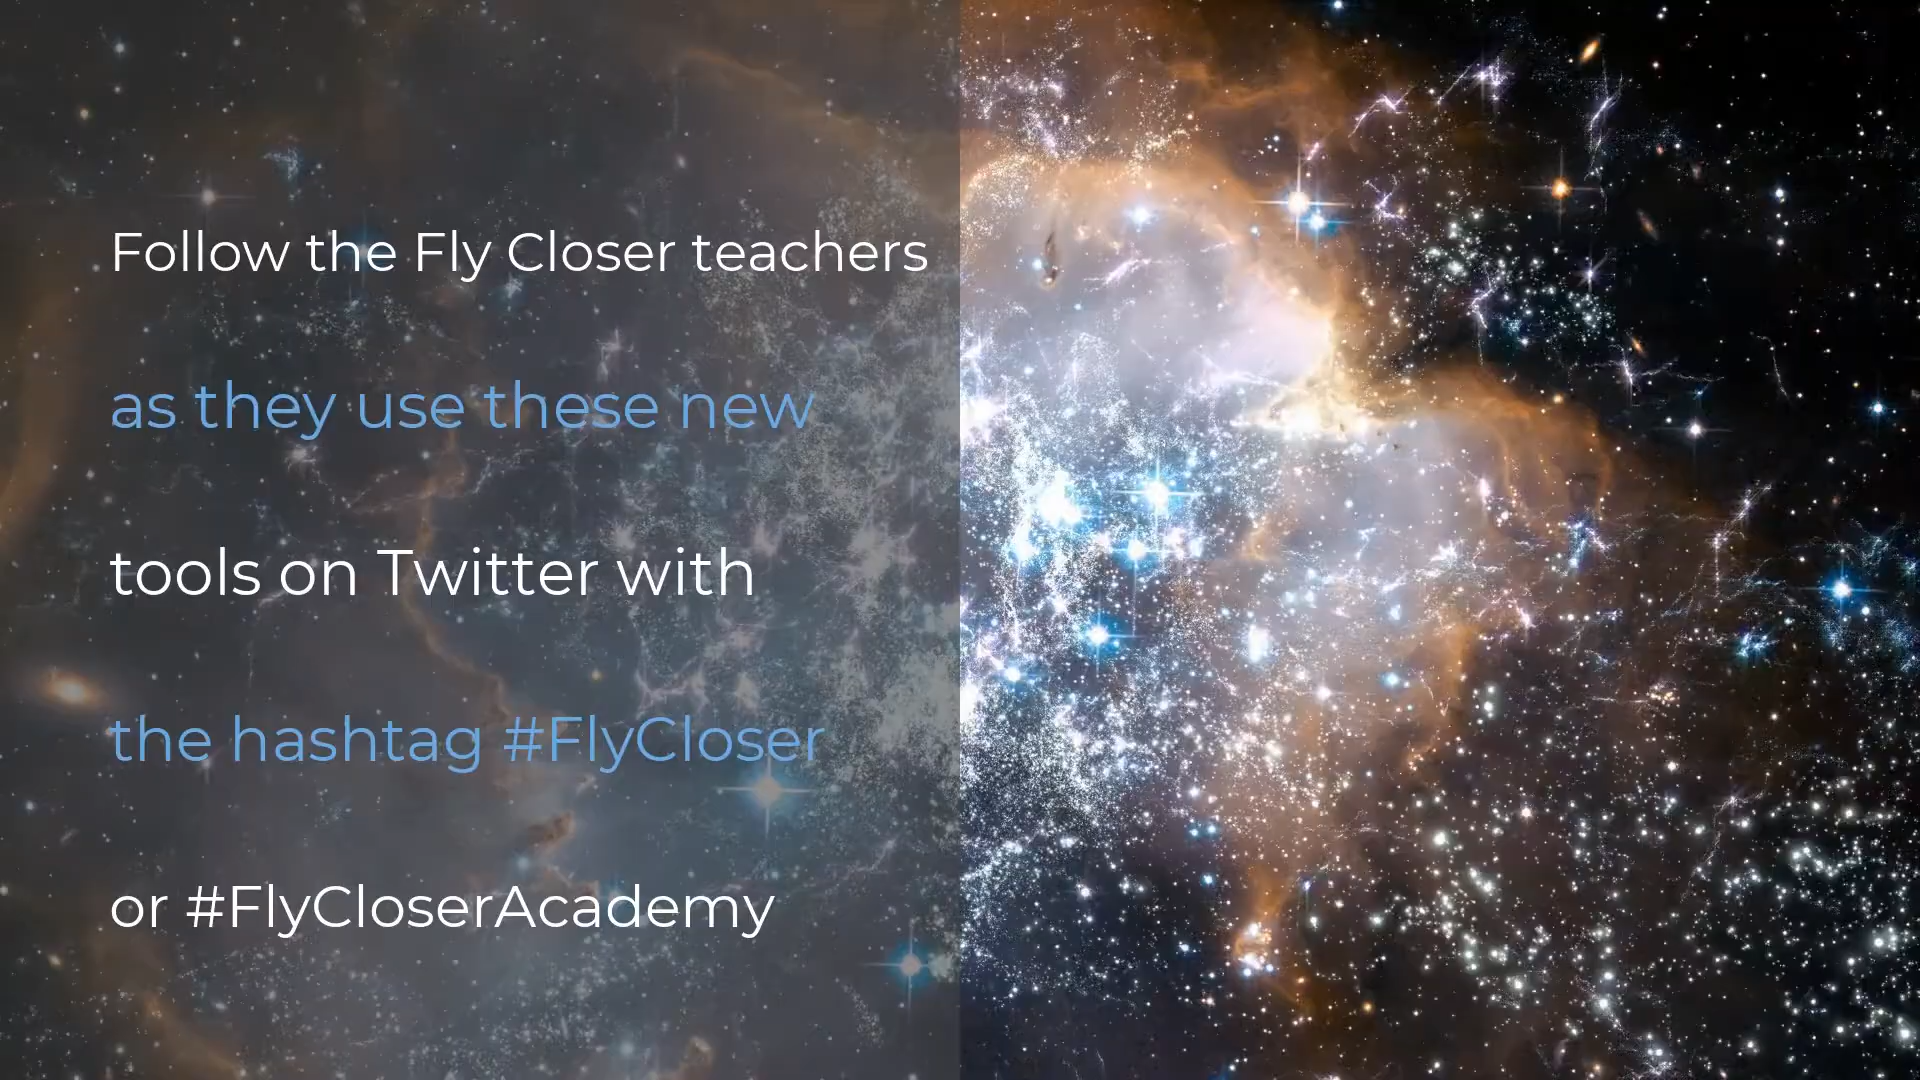 Follow the Fly Closer teachers
as they use these new
tools on Twitter with
the hashtag #FlyCloser
or #FlyCloserAcademy